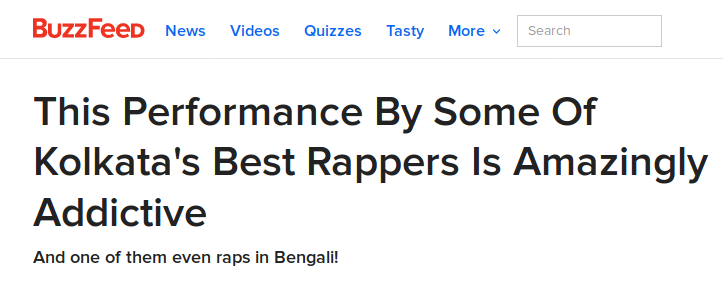 BuzzFeed News Videos Quizzes Tasty More Search
This Performance By Some Of
Kolkata's Best Rappers Is Amazingly
Addictive
And one of them even raps in Bengali!